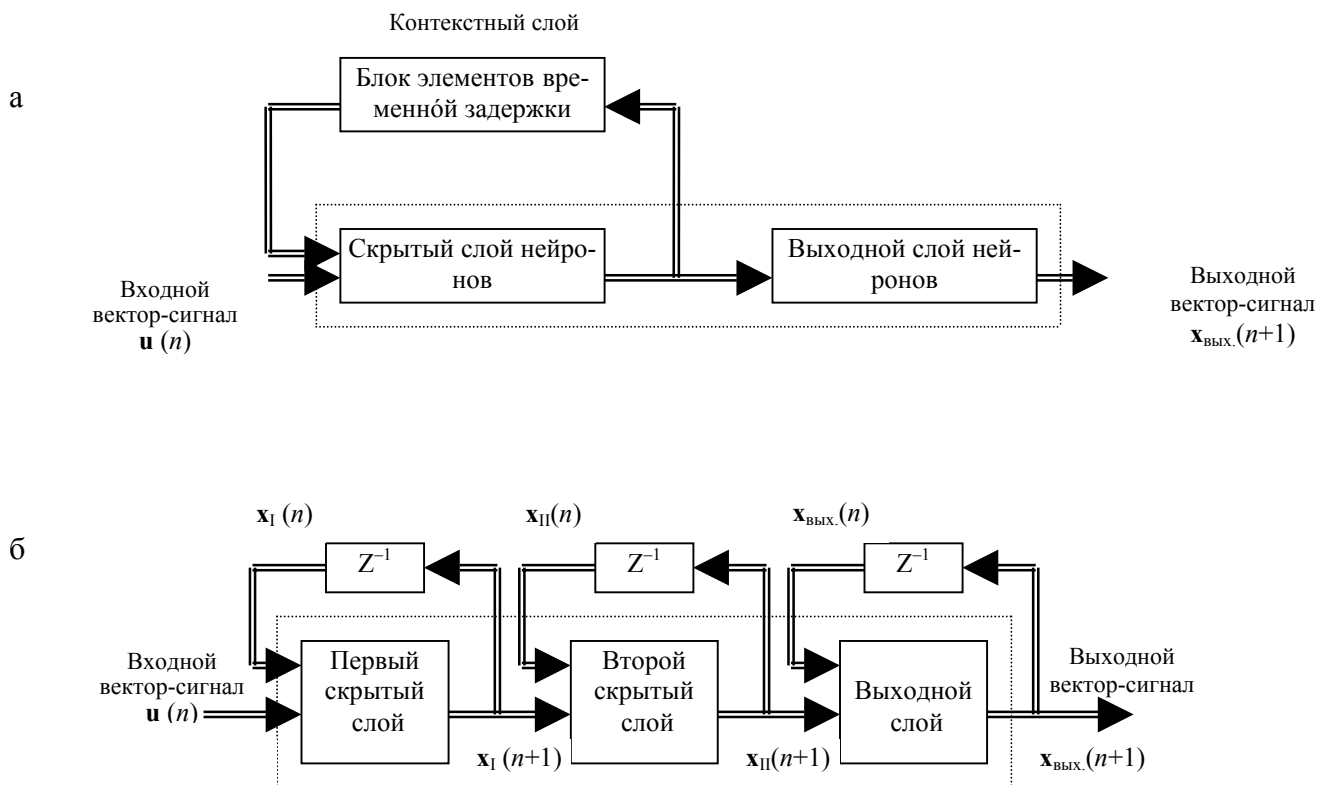 Контекстный слой
а
Блок элементов вре-
меннóй задержки
Скрытый слой нейро-
нов
Выходной слой ней-
ронов
Входной
вектор-сигнал
u (n)
Выходной
вектор-сигнал
xвых.(n+1)
б
xI (n)
xII(n)
xвых.(n)
Z–1
Z–1
Z–1
Входной
вектор-сигнал
u (n)
Первый
скрытый
слой
Второй
скрытый
слой
Выходной
слой
Выходной
вектор-сигнал
xI (n+1)
xII(n+1)
xвых.(n+1)